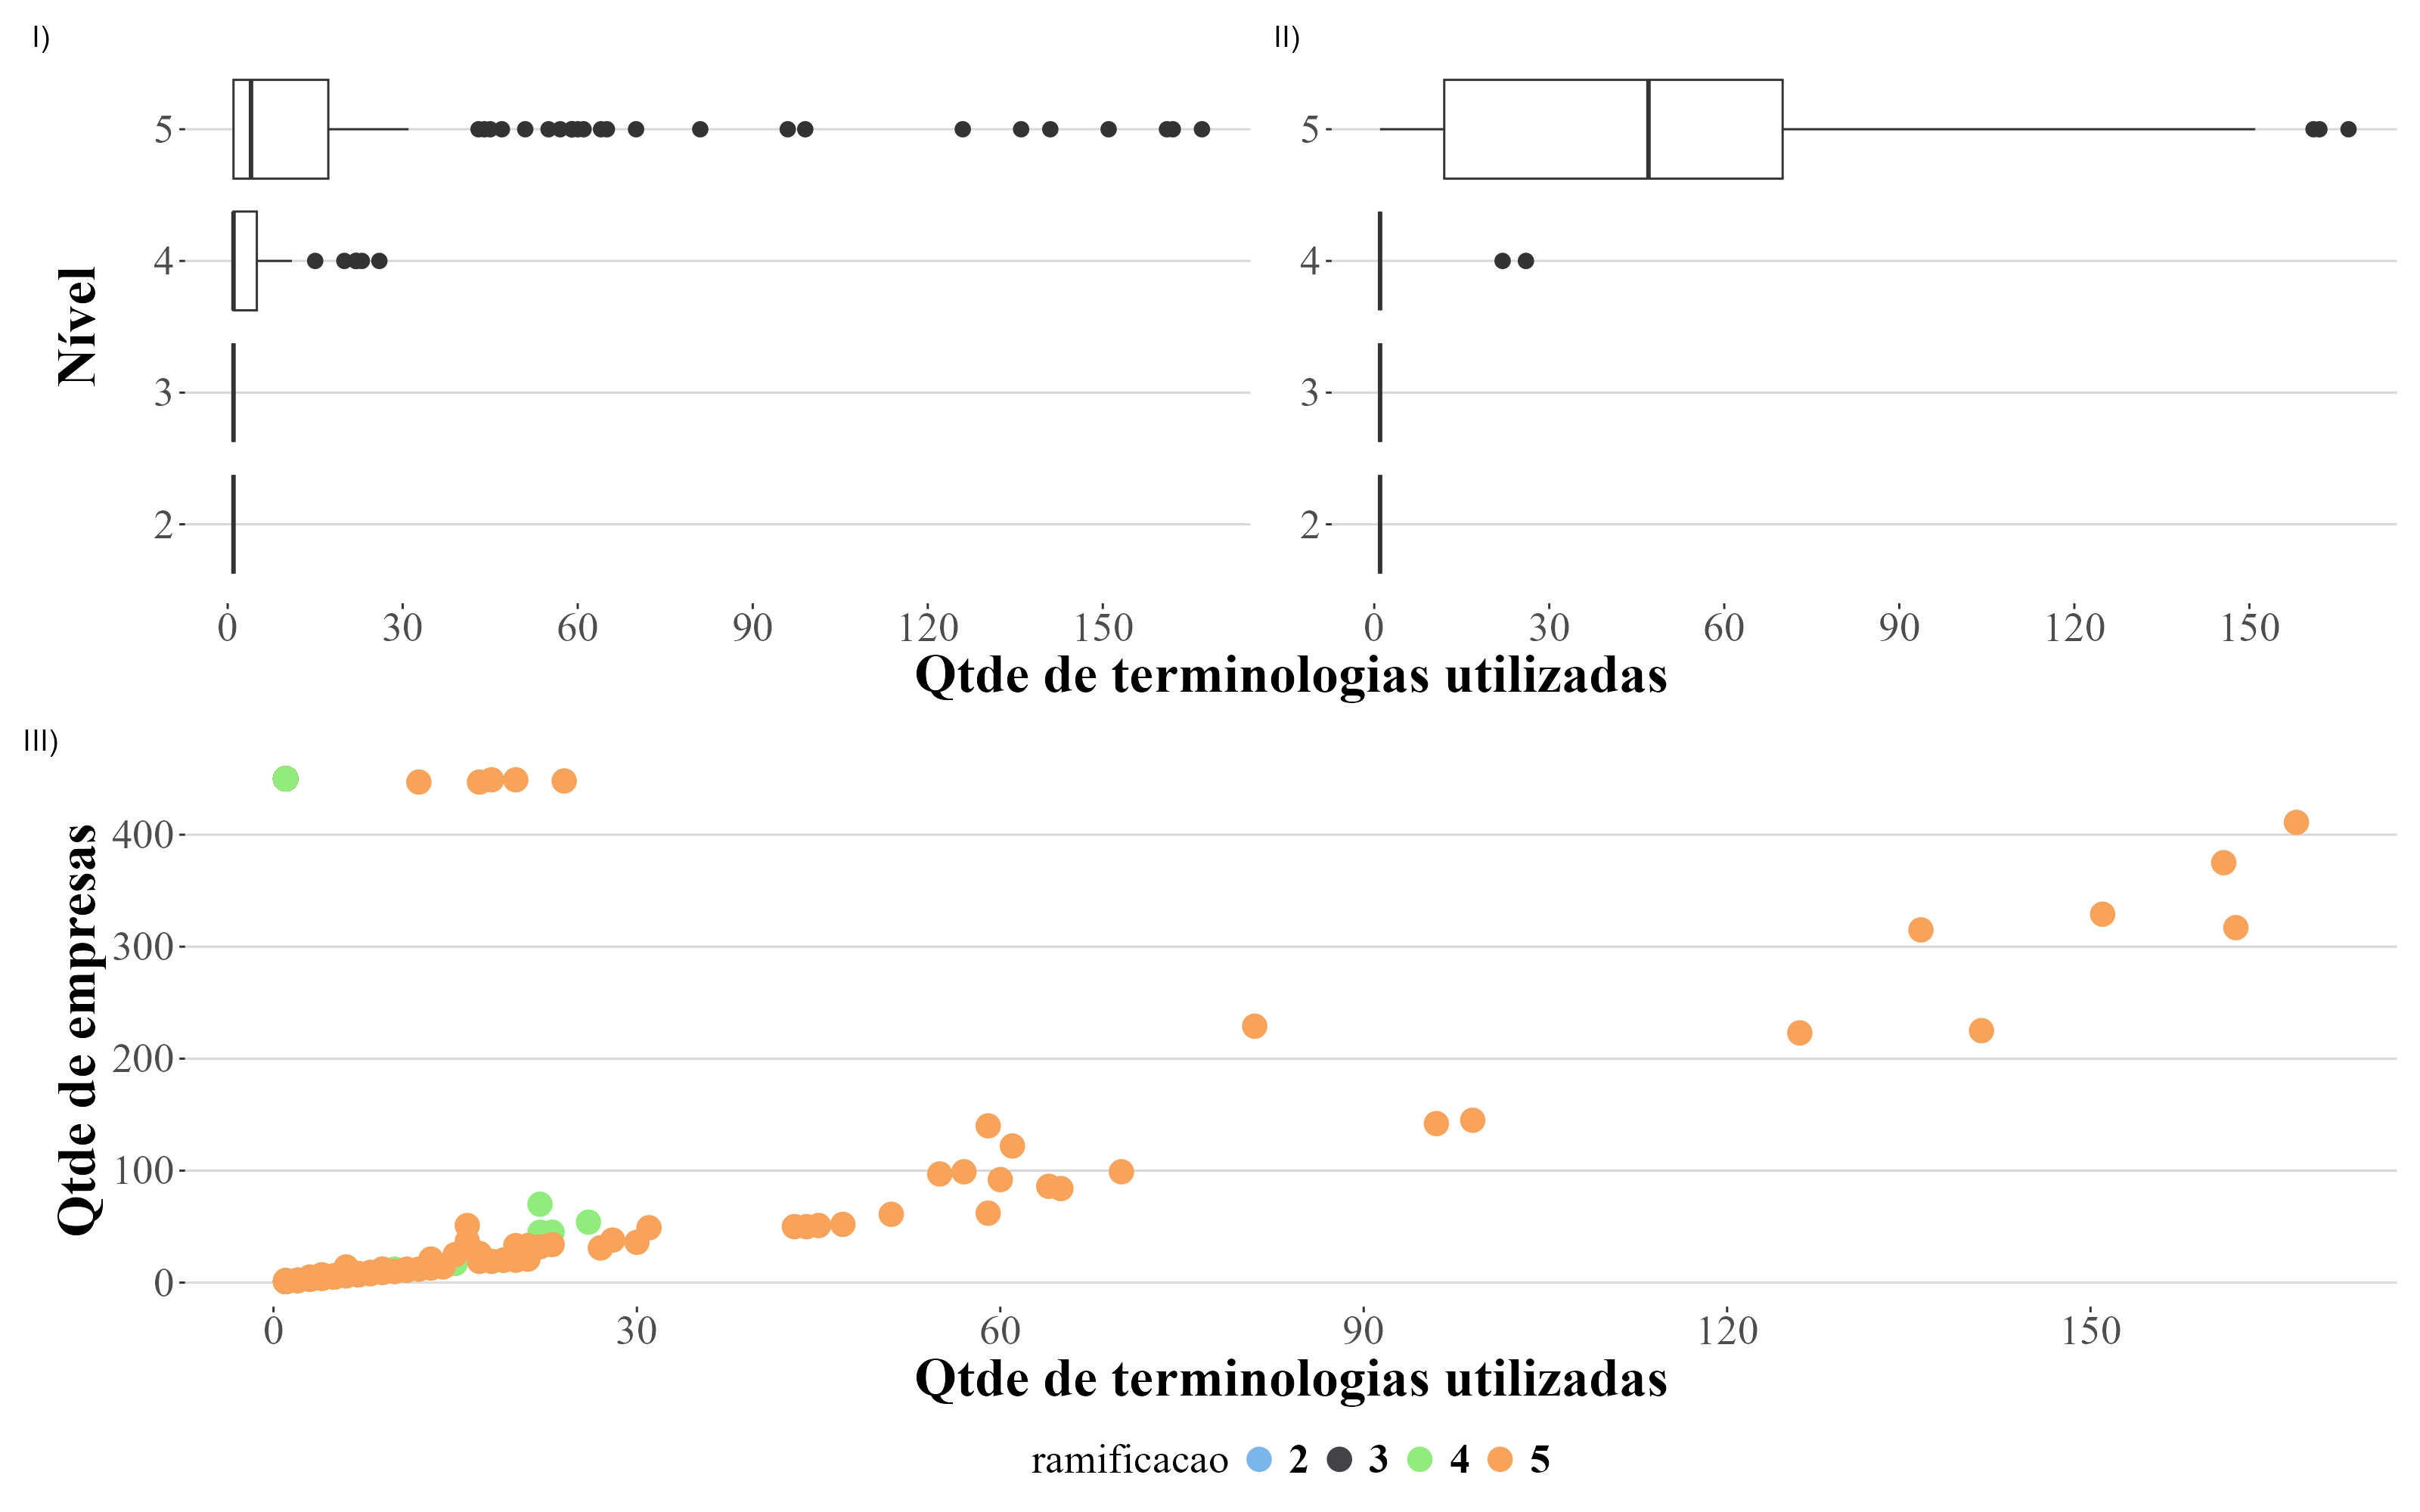 I)
II)
Nível
5
4
3
2
0 30 60 90 120 150
5
4
3
2
0 30 60 90 120 150
Qtde de terminologias utilizadas
III)
Qtde de empresas
400
300
200
100
0
0 30 60 90 120 150
Qtde de terminologias utilizadas
ramificacao 2 3 4 5